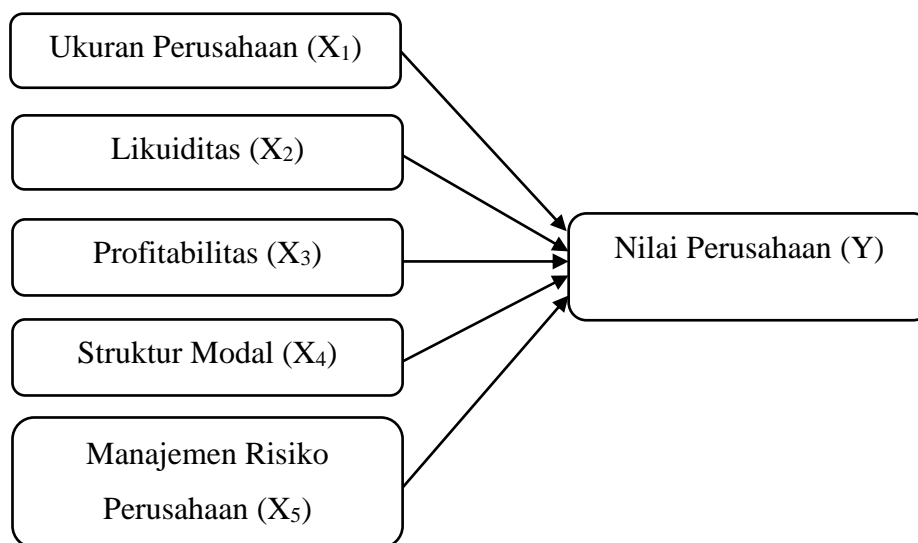 Ukuran Perusahaan (X₁)
Likuiditas (X₂)
Profitabilitas (X₃)
Struktur Modal (X₄)
Manajemen Risiko
Perusahaan (X₅)
Nilai Perusahaan (Y)